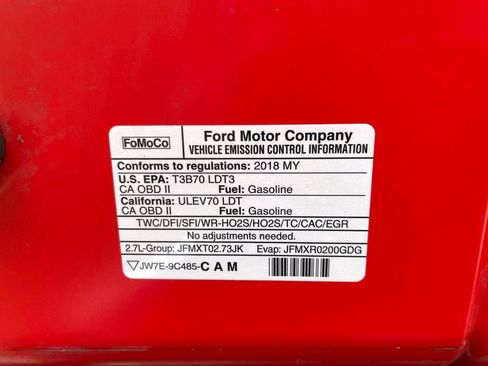 FoMoCo
Ford Motor Company
VEHICLE EMISSION CONTROL INFORMATION
Conforms to regulations: 2018 MY
U.S. EPA: T3B70 LDT3
CA OBD II Fuel: Gasoline
California: ULEV70 LDT
CA OBD II Fuel: Gasoline
TWC/DFI/SFI/WR-HO2S/HO2S/TC/CAC/EGR
No adjustments needed.
2.7L-Group: JFMXT02.73JK Evap: JFMXR0200GDG
▽JW7E-9C485-C A M